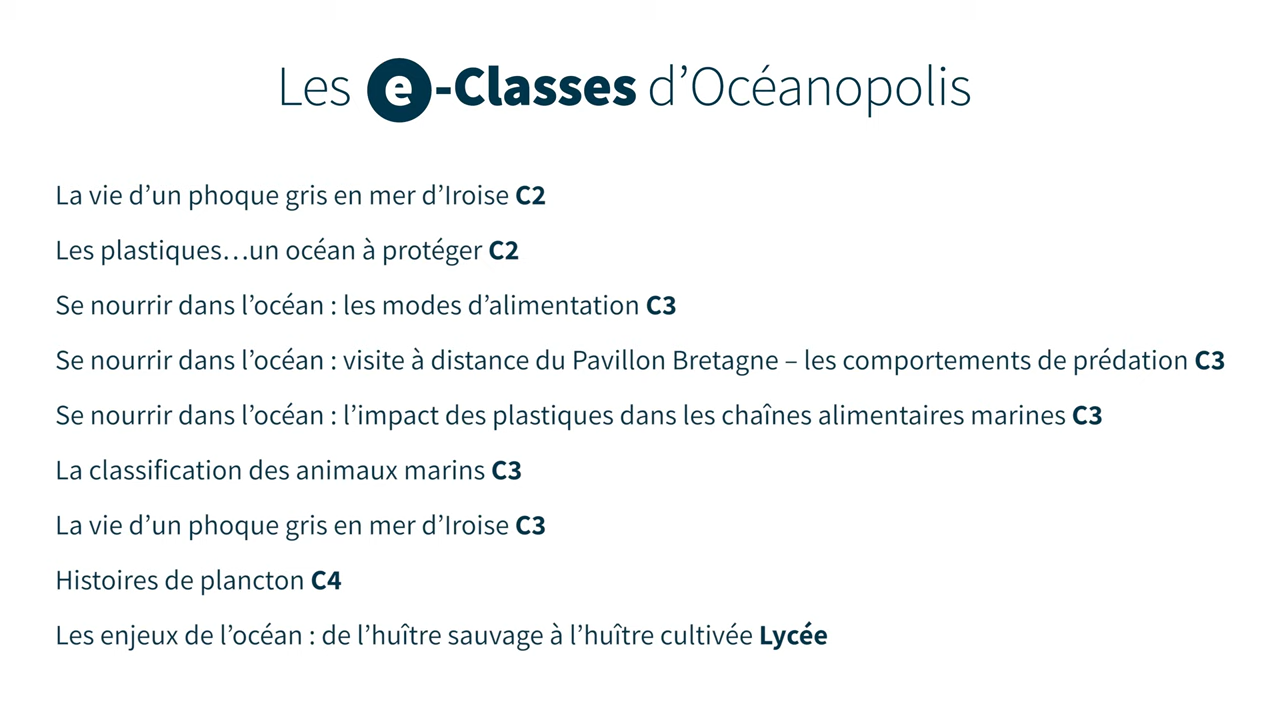 Les e-Classes d’Océanopolis
La vie d’un phoque gris en mer d’Iroise C2
Les plastiques…un océan à protéger C2
Se nourrir dans l’océan : les modes d’alimentation C3
Se nourrir dans l’océan : visite à distance du Pavillon Bretagne – les comportements de prédation C3
Se nourrir dans l’océan : l’impact des plastiques dans les chaînes alimentaires marines C3
La classification des animaux marins C3
La vie d’un phoque gris en mer d’Iroise C3
Histoires de plancton C4
Les enjeux de l’océan : de l’huître sauvage à l’huître cultivée Lycée